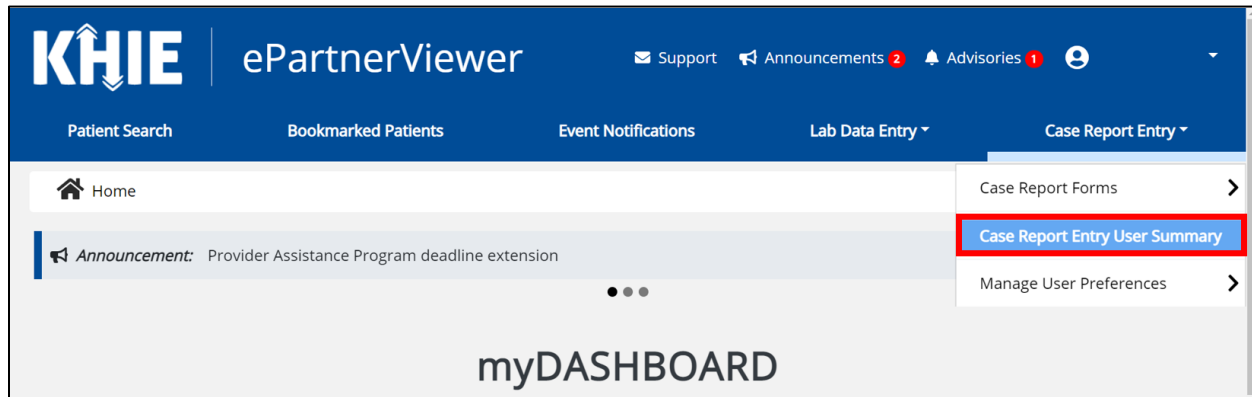 KHIE ePartnerViewer Support Announcements 2 Advisories 1
Patient Search Bookmarked Patients Event Notifications Lab Data Entry Case Report Entry
Home
Case Report Forms
Case Report Entry User Summary
Manage User Preferences
Announcement: Provider Assistance Program deadline extension
myDASHBOARD